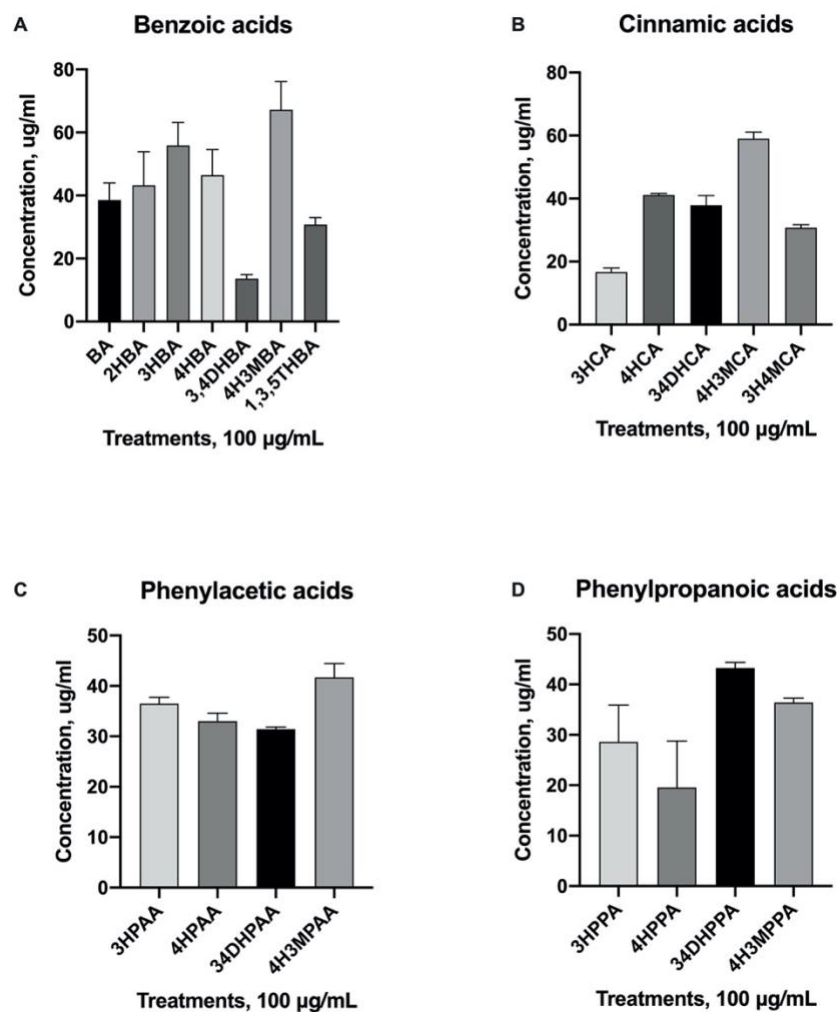 A
Benzoic acids
Concentration, ug/ml
80
60
40
20
0
BA
2HBA
3HBA
4HBA
3,4DHBA
4H3MBA
1,3,5THBA
Treatments, 100 µg/mL
B
Cinnamic acids
Concentration, ug/ml
80
60
40
20
0
3HCA
4HCA
34DHCA
4H3MCA
3H4MCA
Treatments, 100 µg/mL
C
Phenylacetic acids
Concentration, ug/ml
50
40
30
20
10
0
3HPAA
4HPAA
34DHPAA
4H3MPAA
Treatments, 100 µg/mL
D
Phenylpropanoic acids
Concentration, ug/ml
50
40
30
20
10
0
3HPPA
4HPPA
34DHPPA
4H3MPPA
Treatments, 100 µg/mL